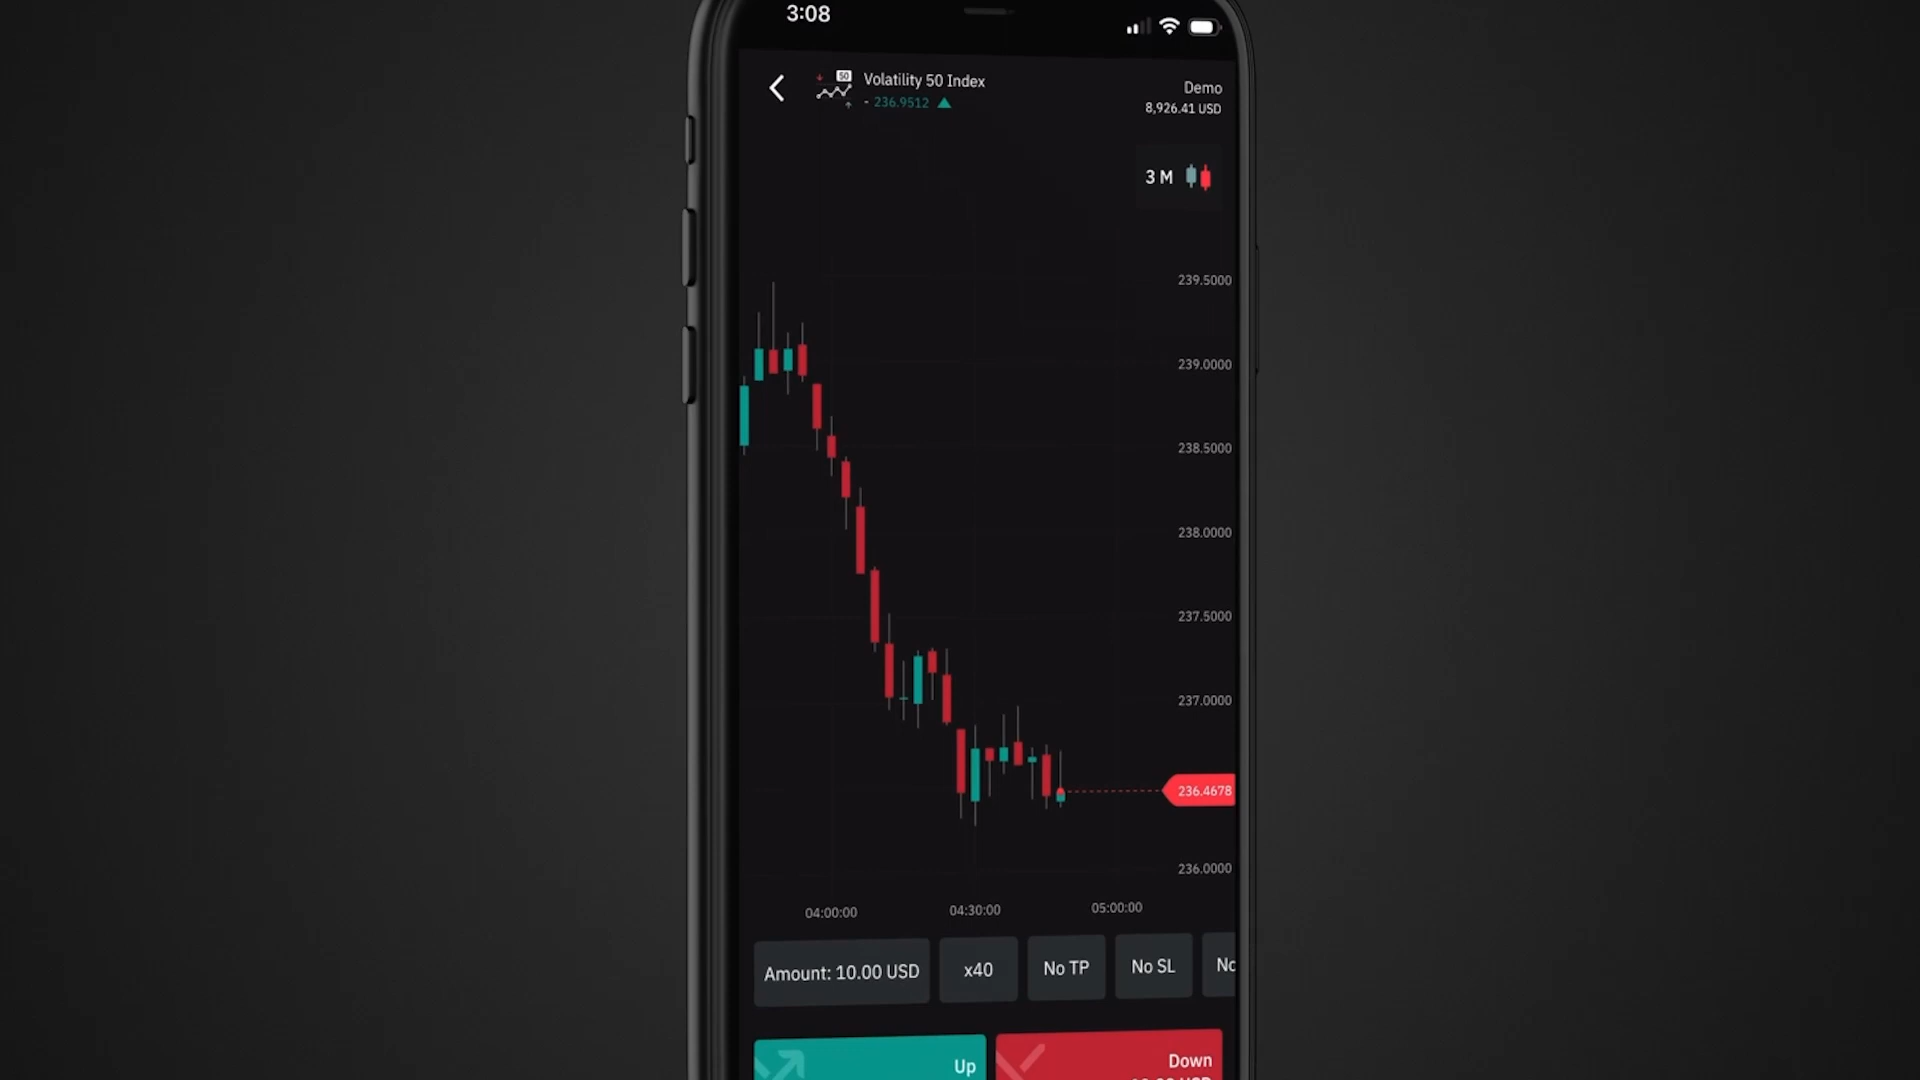 3:08
50
Volatility 50 Index
- 236.9512
Demo
8,926.41 USD
3 M
239.5000
239.0000
238.5000
238.0000
237.5000
237.0000
236.4678
236.0000
04:00:00
04:30:00
05:00:00
Amount: 10.00 USD
x40
No TP
No SL
Up
Down